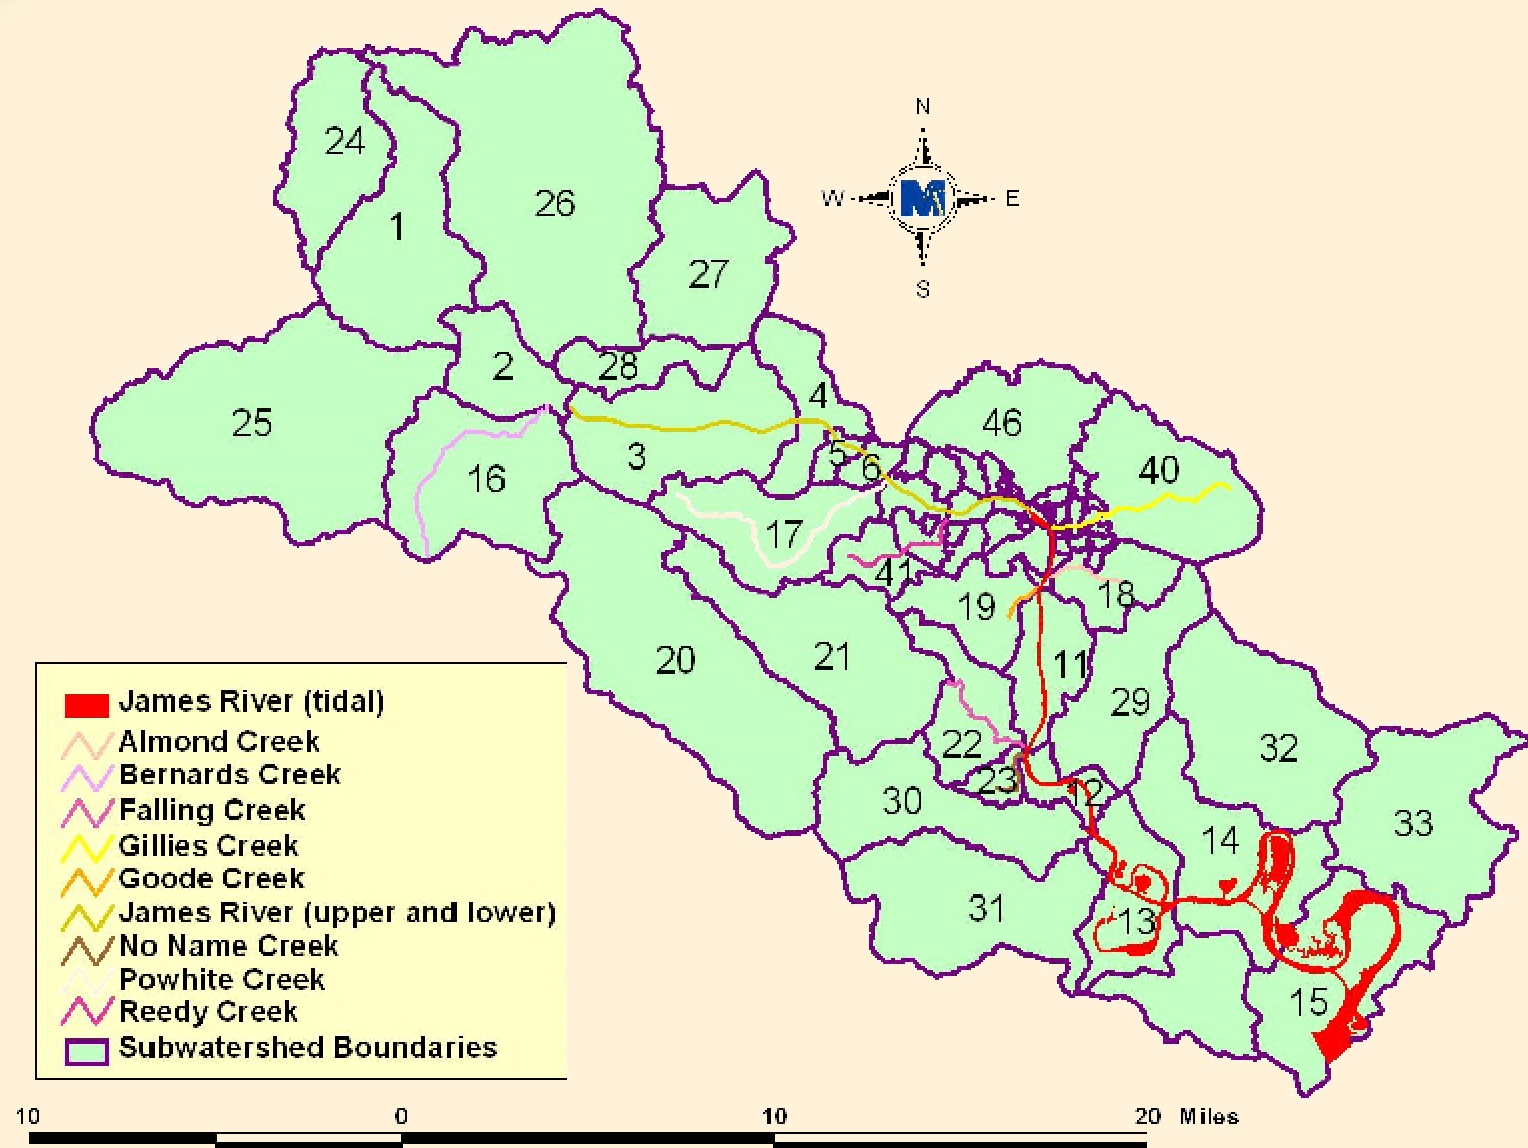 N
W E
S
24
1
26
27
2
28
25
4
46
3
5
6
40
16
17
41
18
19
20
21
11
29
22
32
23
12
30
33
14
31
13
15
James River (tidal)
Almond Creek
Bernards Creek
Falling Creek
Gillies Creek
Goode Creek
James River (upper and lower)
No Name Creek
Powhite Creek
Reedy Creek
Subwatershed Boundaries
10 0 10 20 Miles